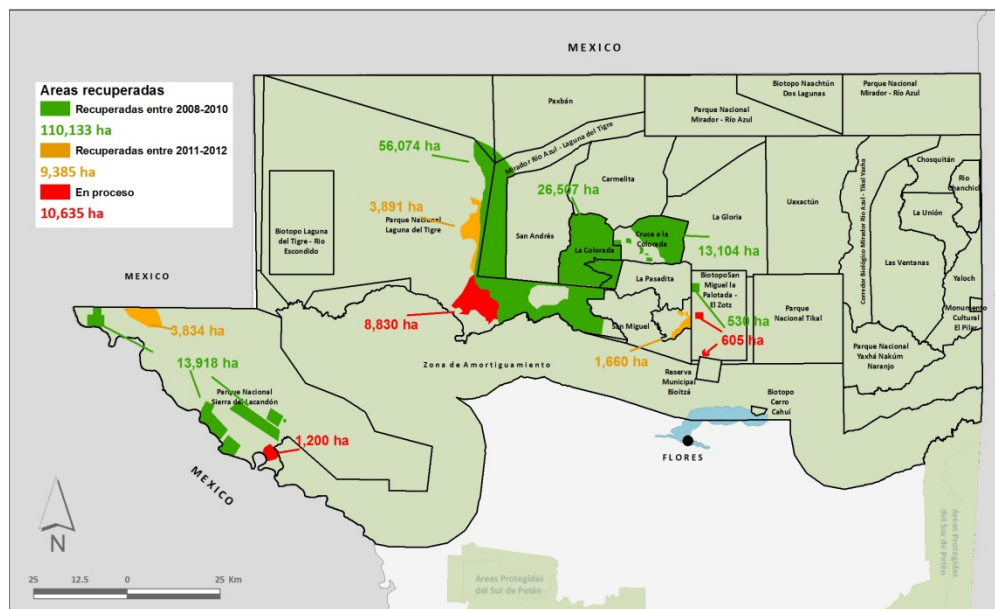 MEXICO
Areas recuperadas
Recuperadas entre 2008-2010
110,133 ha
Recuperadas entre 2011-2012
9,385 ha
En proceso
10,635 ha
Biotopo Naachtún
Dos Lagunas
Parque Nacional
Mirador - Río Azul
Paxbán
Parque Nacional
Mirador - Río Azul
56,074 ha
Mirador Río Azul - Laguna del Tigre
Chosquitán
Río
Chanchich
Carmelita
26,507 ha
Uaxactún
3,891 ha
Parque Nacional
Laguna del Tigre
Biotopo Laguna
del Tigre - Río
Escondido
San Andrés
La Colorada
Cruce a la
Colorada
La Gloria
13,104 ha
Corredor Biológico Mirador Río Azul - Tikal Yaxha
La Unión
Las Ventanas
Yaloch
MEXICO
La Pasadita
Biotopo San
Miguel la
Palotada -
El Zotz
Parque
Nacional Tikal
Monumento
Cultural
El Pilar
3,834 ha
8,830 ha
San Miguel
530 ha
605 ha
1,660 ha
Parque Nacional
Yaxhá Nakúm
Naranjo
13,918 ha
Parque Nacional
Sierra del Lacandón
Zona de Amortiguamiento
Reserva
Municipal
Bioitzá
Biotopo
Cerro
Cahuí
1,200 ha
FLORES
MEXICO
N
25 12.5 0 25 Km
Areas Protegidas
del Sur de Petén
Areas Protegidas
del Sur de Petén